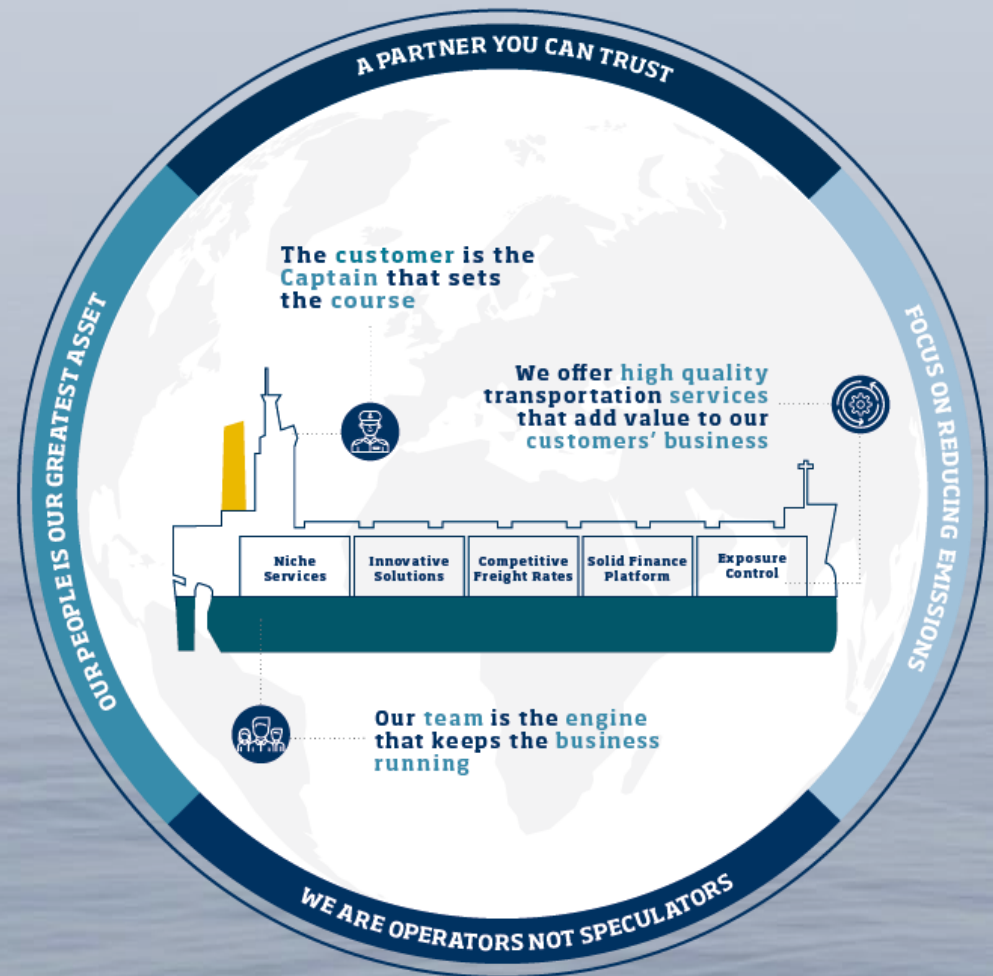 A PARTNER YOU CAN TRUST
The customer is the
Captain that sets
the course
We offer high quality
transportation services
that add value to our
customers' business
OUR PEOPLE IS OUR GREATEST ASSET
FOCUS ON REDUCING EMISSIONS
Niche
Services
Innovative
Solutions
Competitive
Freight Rates
Solid Finance
Platform
Exposure
Control
Our team is the engine
that keeps the business
running
WE ARE OPERATORS NOT SPECULATORS